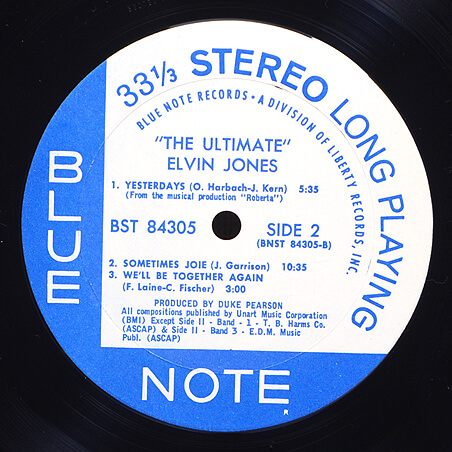 33⅓ STEREO LONG PLAYING
BLUE NOTE RECORDS • A DIVISION OF LIBERTY RECORDS, INC.
"THE ULTIMATE"
ELVIN JONES
1. YESTERDAYS (O. Harbach-J. Kern) 5:35
(From the musical production "Roberta")
BST 84305 SIDE 2
(BNST 84305-B)
2. SOMETIMES JOIE (J. Garrison) 10:35
3. WE'LL BE TOGETHER AGAIN
(F. Laine-C. Fischer) 3:00
PRODUCED BY DUKE PEARSON
All compositions published by Unart Music Corporation
(BMI) Except Side II - Band - 1 - T. B. Harms Co.
(ASCAP) & Side II - Band 3 - E.D.M. Music
Publ. (ASCAP)
BLUE
NOTE